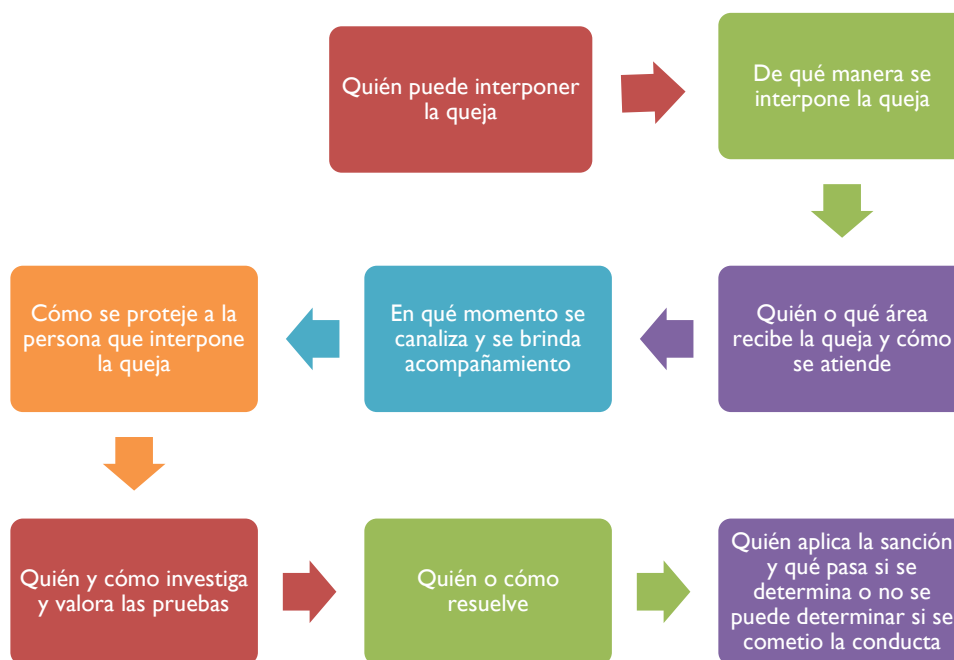 Quién puede interponer
la queja
De qué manera se
interpone la queja
Quién o qué área
recibe la queja y cómo
se atiende
En qué momento se
canaliza y se brinda
acompañamiento
Cómo se proteje a la
persona que interpone
la queja
Quién y cómo investiga
y valora las pruebas
Quién o cómo
resuelve
Quién aplica la sanción
y qué pasa si se
determina o no se
puede determinar si se
cometio la conducta